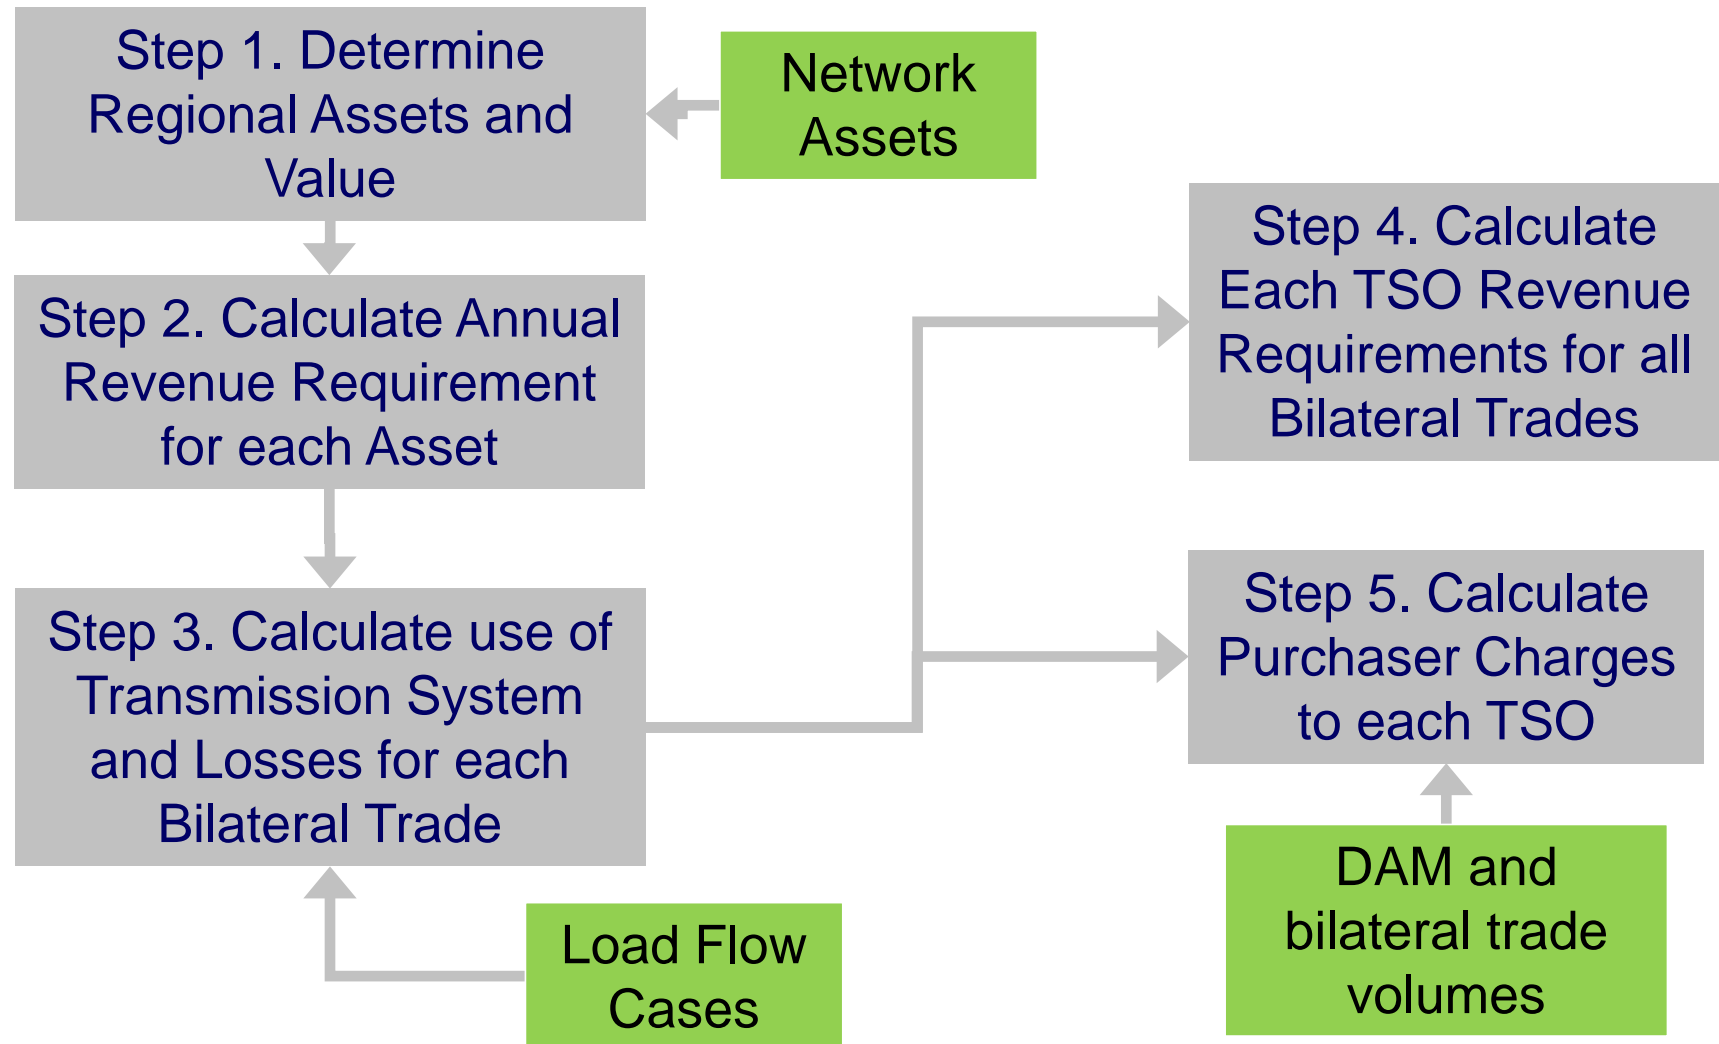 Step 1. Determine
Regional Assets and
Value
Network
Assets
Step 2. Calculate Annual
Revenue Requirement
for each Asset
Step 3. Calculate use of
Transmission System
and Losses for each
Bilateral Trade
Load Flow
Cases
Step 4. Calculate
Each TSO Revenue
Requirements for all
Bilateral Trades
Step 5. Calculate
Purchaser Charges
to each TSO
DAM and
bilateral trade
volumes